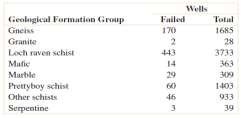 Wells
Geological Formation Group Failed Total
Gneiss 170 1685
Granite 2 28
Loch raven schist 443 3733
Mafic 14 363
Marble 29 309
Prettyboy schist 60 1403
Other schists 46 933
Serpentine 3 39